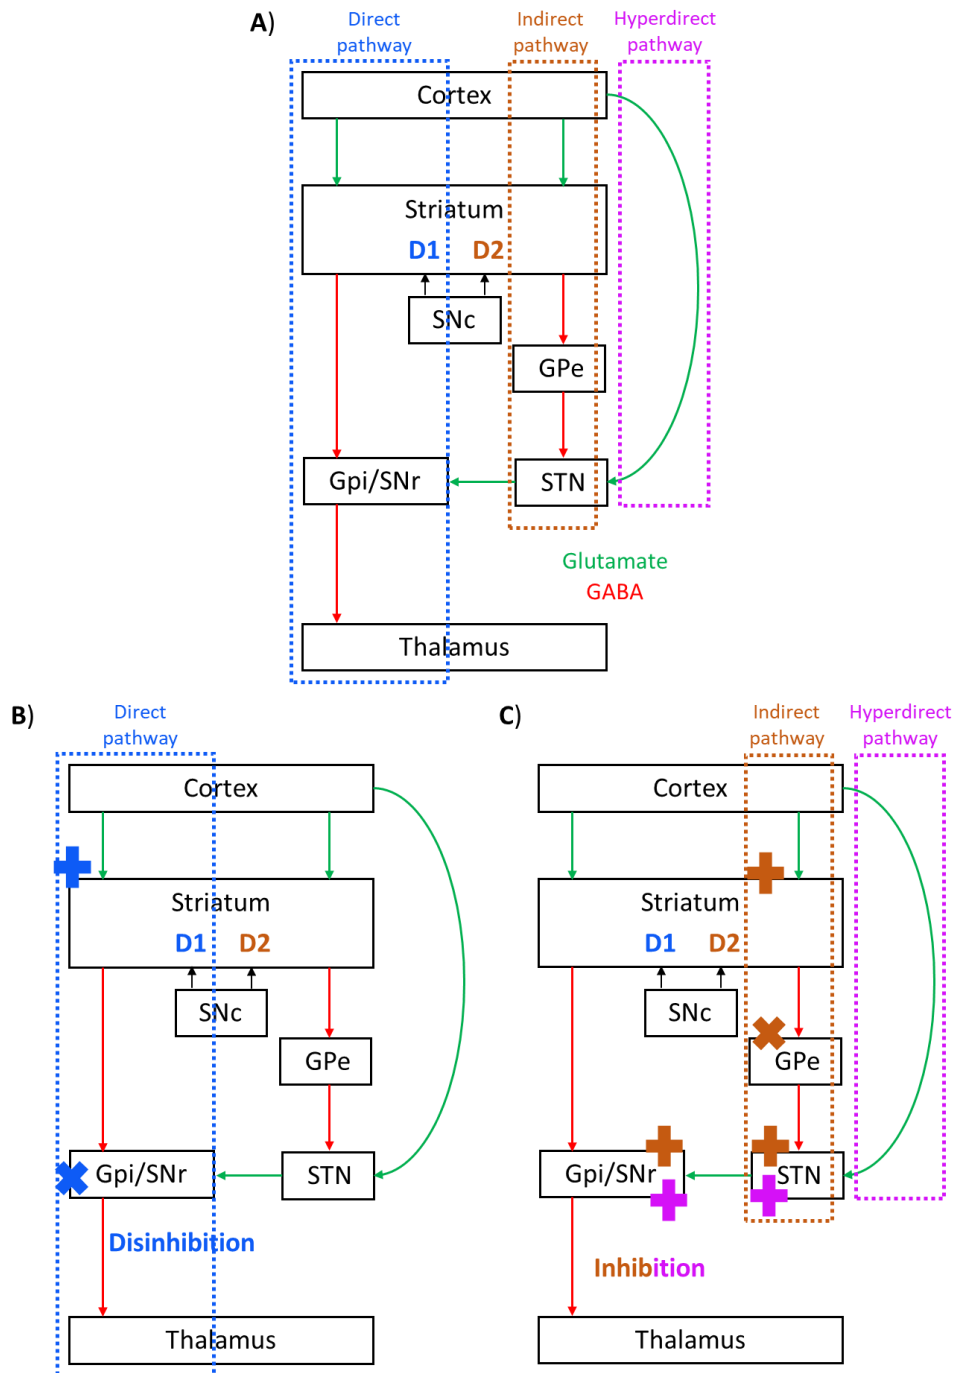 A)
Direct
pathway
Indirect
pathway
Hyperdirect
pathway
Cortex
Striatum
D1 D2
SNc
GPe
Gpi/SNr
STN
Glutamate
GABA
Thalamus
B)
Direct
pathway
Cortex
Striatum
D1 D2
SNc
GPe
Gpi/SNr
STN
Disinhibition
Thalamus
C)
Indirect
pathway
Hyperdirect
pathway
Cortex
Striatum
D1 D2
SNc
GPe
Gpi/SNr
STN
Inhibition
Thalamus